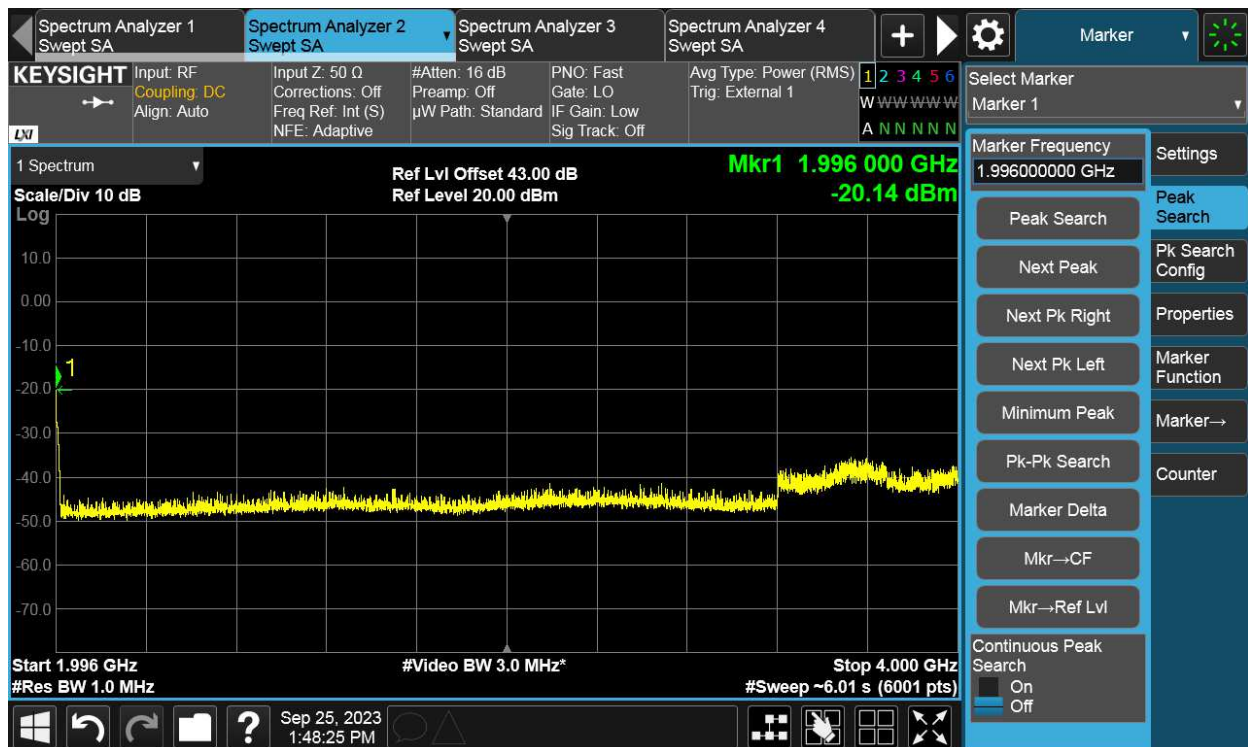 Spectrum Analyzer 1
Swept SA
Spectrum Analyzer 2
Swept SA
Spectrum Analyzer 3
Swept SA
Spectrum Analyzer 4
Swept SA
Marker
KEYSIGHT
LXI
Input: RF
Coupling: DC
Align: Auto
Input Z: 50 Ω
Corrections: Off
Freq Ref: Int (S)
NFE: Adaptive
#Atten: 16 dB
Preamp: Off
µW Path: Standard
PNO: Fast
Gate: LO
IF Gain: Low
Sig Track: Off
Avg Type: Power (RMS)
Trig: External 1
1 2 3 4 5 6
W W W W W W
A N N N N N
Select Marker
Marker 1
1 Spectrum
Scale/Div 10 dB
Ref Lvl Offset 43.00 dB
Ref Level 20.00 dBm
Mkr1 1.996 000 GHz
-20.14 dBm
Log
10.0
0.00
-10.0
-20.0
-30.0
-40.0
-50.0
-60.0
-70.0
1
Start 1.996 GHz
#Res BW 1.0 MHz
#Video BW 3.0 MHz*
Stop 4.000 GHz
#Sweep ~6.01 s (6001 pts)
Marker Frequency
1.996000000 GHz
Peak Search
Next Peak
Next Pk Right
Next Pk Left
Minimum Peak
Pk-Pk Search
Marker Delta
Mkr→CF
Mkr→Ref Lvl
Continuous Peak
Search
On
Off
Settings
Peak
Search
Pk Search
Config
Properties
Marker
Function
Marker→
Counter
?
Sep 25, 2023
1:48:25 PM